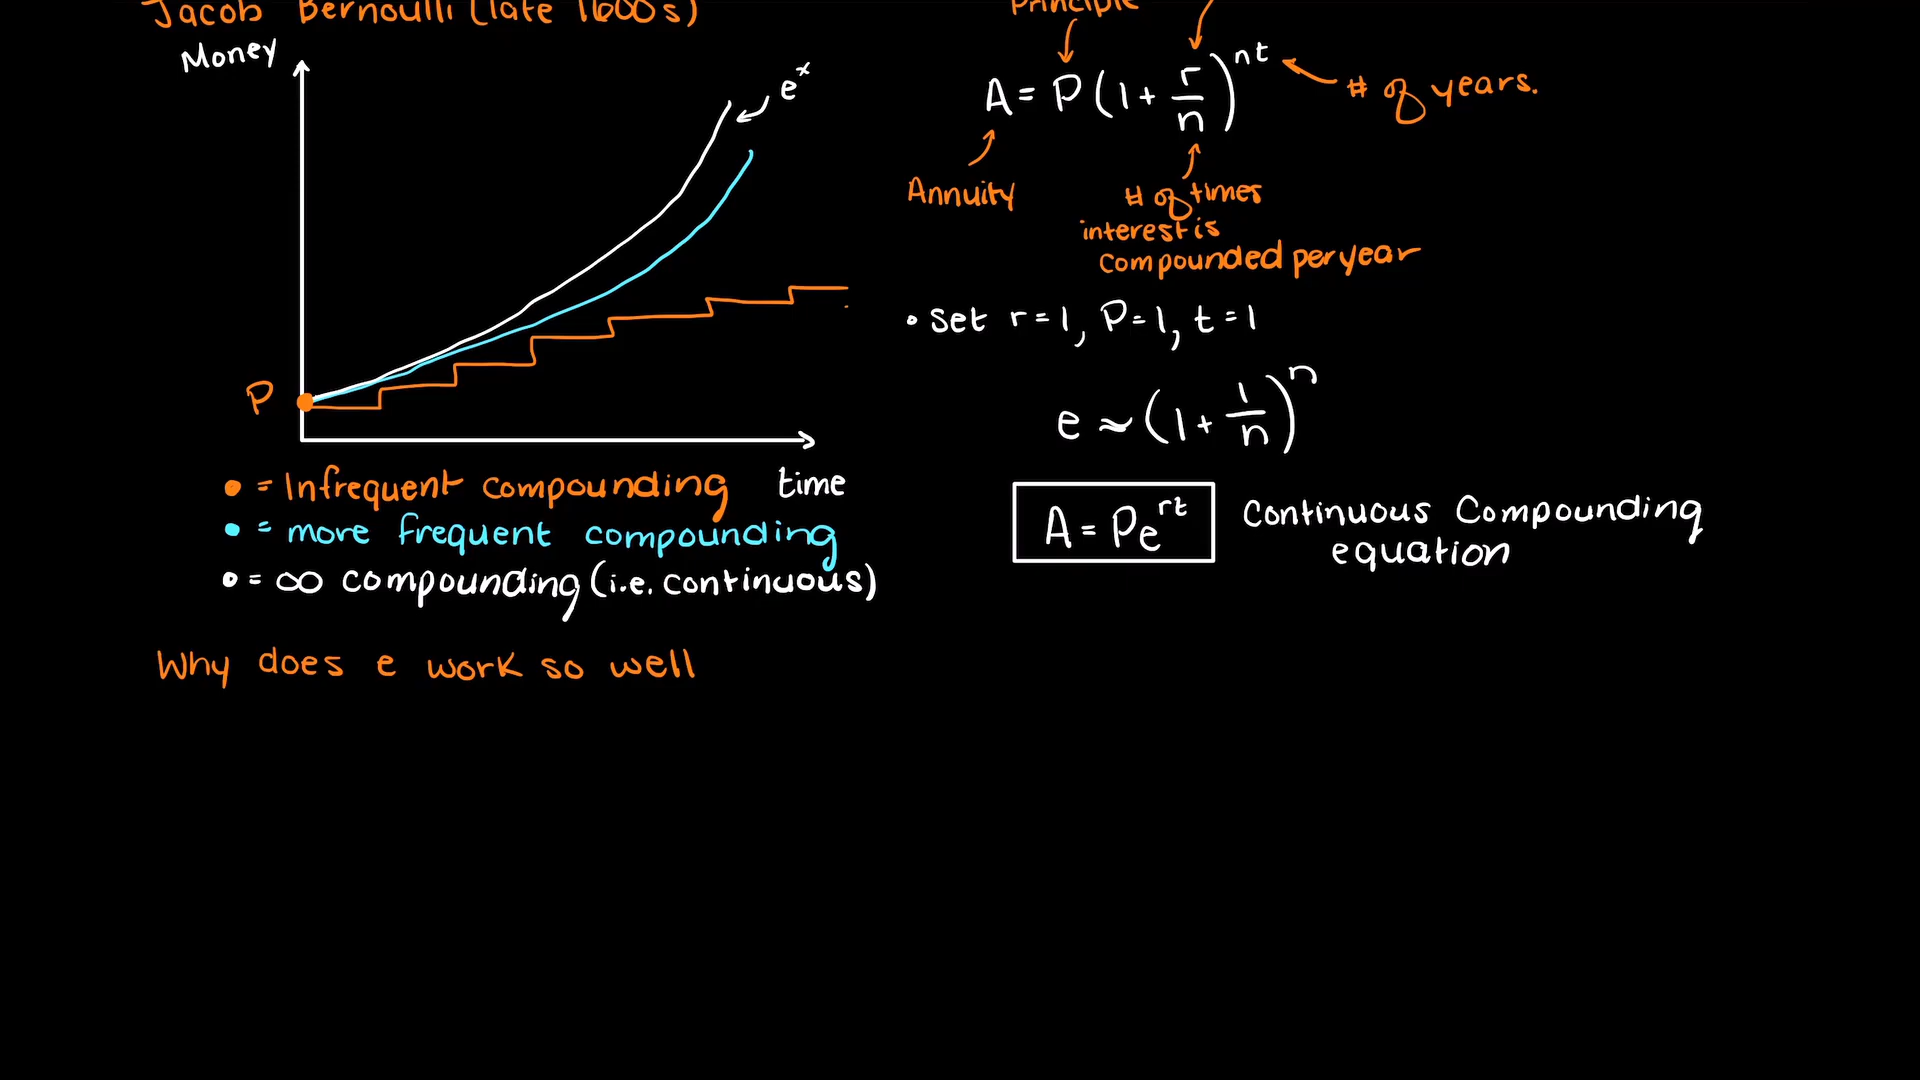 Jacob Bernoulli (late 1600s)
Money
e^x
P
time
• = Infrequent compounding
• = more frequent compounding
• = ∞ compounding (i.e. continuous)
Why does e work so well
Principle
A = P(1 + r/n)^nt
# of years.
Annuity
# of times
interest is
compounded per year
• set r = 1, P = 1, t = 1
e ≈ (1 + 1/n)^n
A = Pe^rt
Continuous Compounding
equation